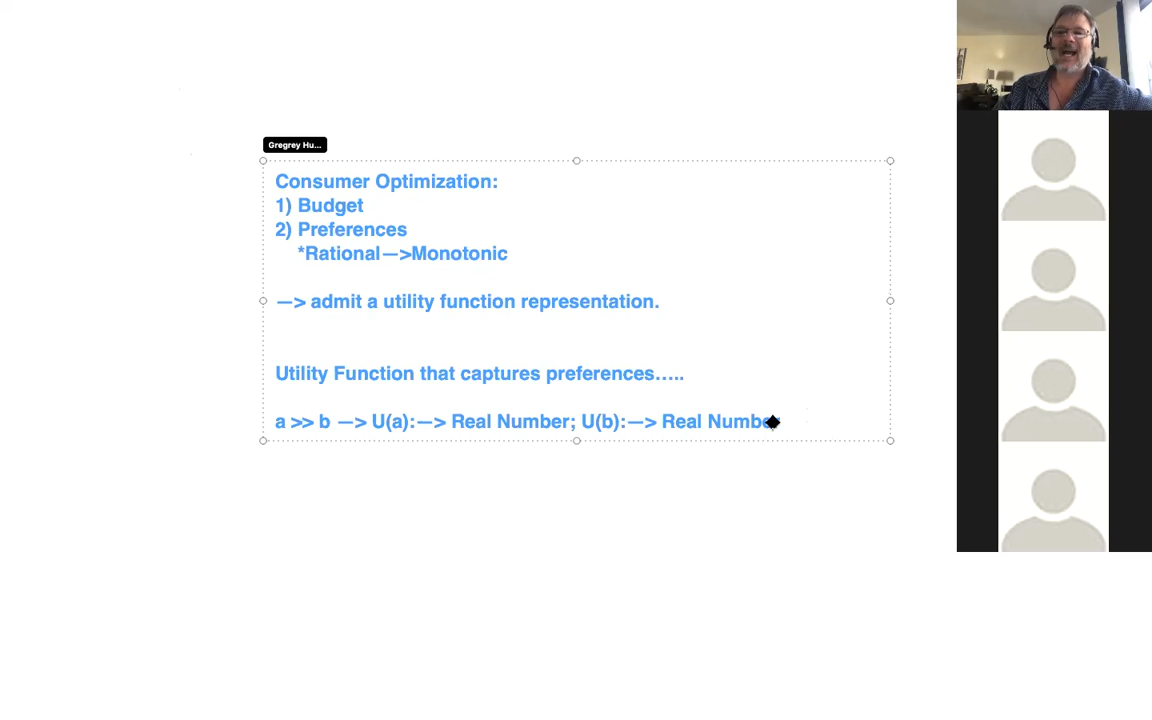 Gregrey Hu...
Consumer Optimization:
1) Budget
2) Preferences
*Rational—>Monotonic
—> admit a utility function representation.
Utility Function that captures preferences…..
a >> b —> U(a):—> Real Number; U(b):—> Real Number